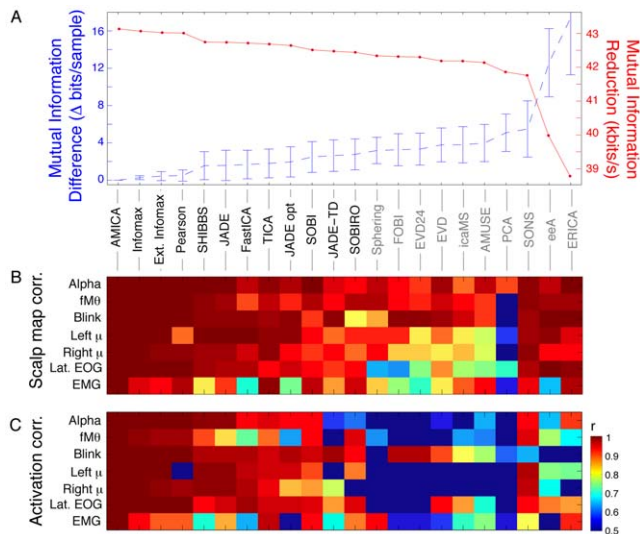 A
Mutual Information
Difference (Δ bits/sample)
16
12
8
4
0
43
42
41
40
39
Mutual Information
Reduction (kbits/s)
AMICA
Infomax
Ext. Infomax
Pearson
SHIBBS
JADE
FastICA
TICA
JADE opt
SOBI
JADE-TD
SOBIRO
Sphering
FOBI
EVD24
EVD
icaMS
AMUSE
PCA
SONS
eeA
ERICA
B
Scalp map corr.
Alpha
fMθ
Blink
Left μ
Right μ
Lat. EOG
EMG
C
Activation corr.
Alpha
fMθ
Blink
Left μ
Right μ
Lat. EOG
EMG
r
1
0.9
0.8
0.7
0.6
0.5